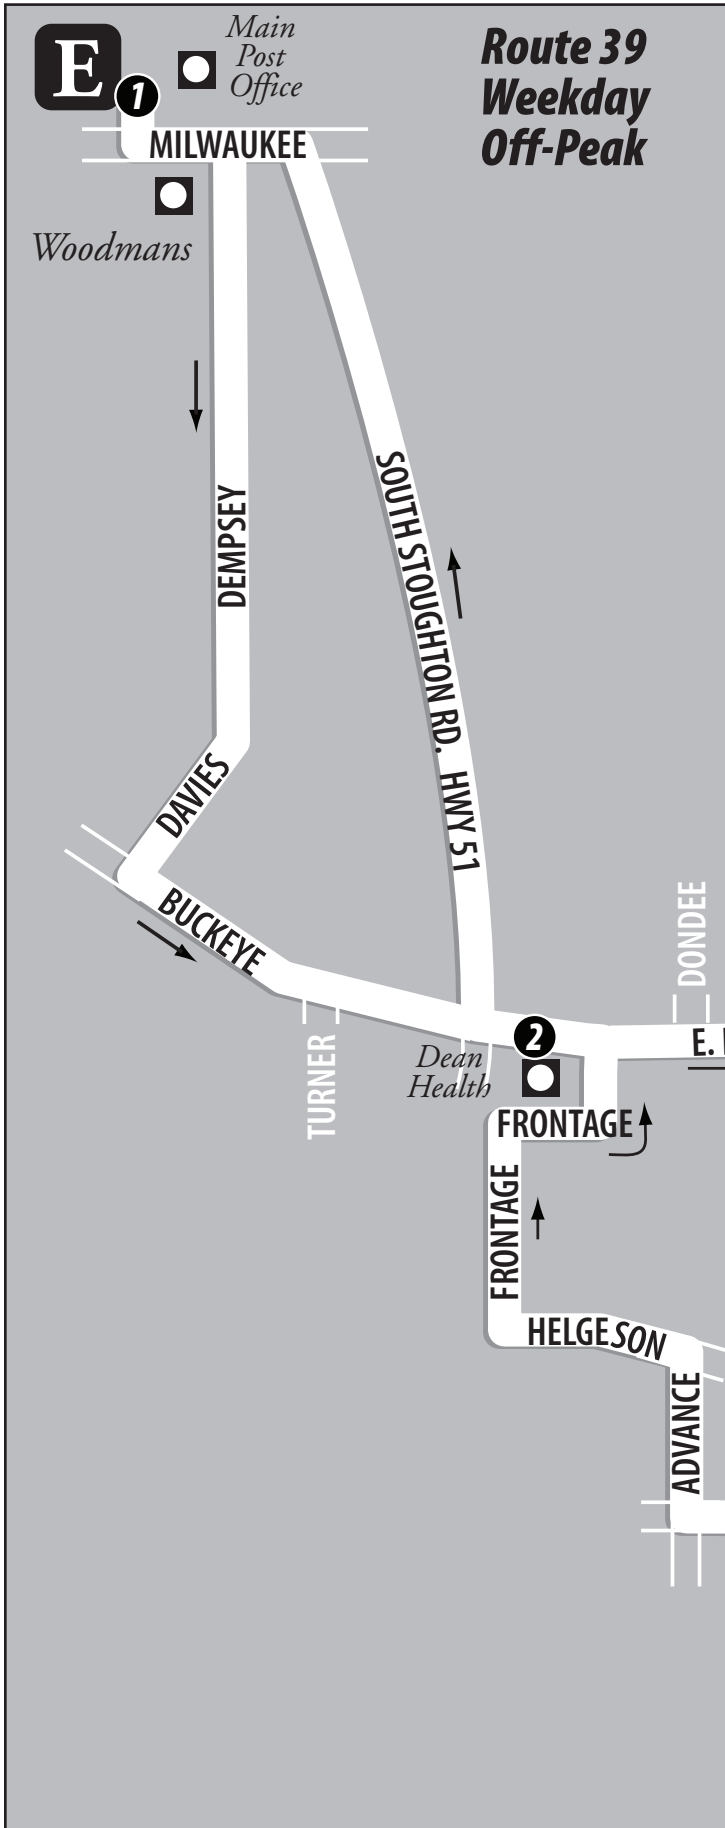 E
1
Main
Post
Office
Route 39
Weekday
Off-Peak
MILWAUKEE
Woodmans
DEMPSEY
SOUTH STOUGHTON RD. HWY 51
DAVIES
BUCKEYE
DONDEE
TURNER
2
E.
Dean
Health
FRONTAGE
FRONTAGE
HELGESON
ADVANCE